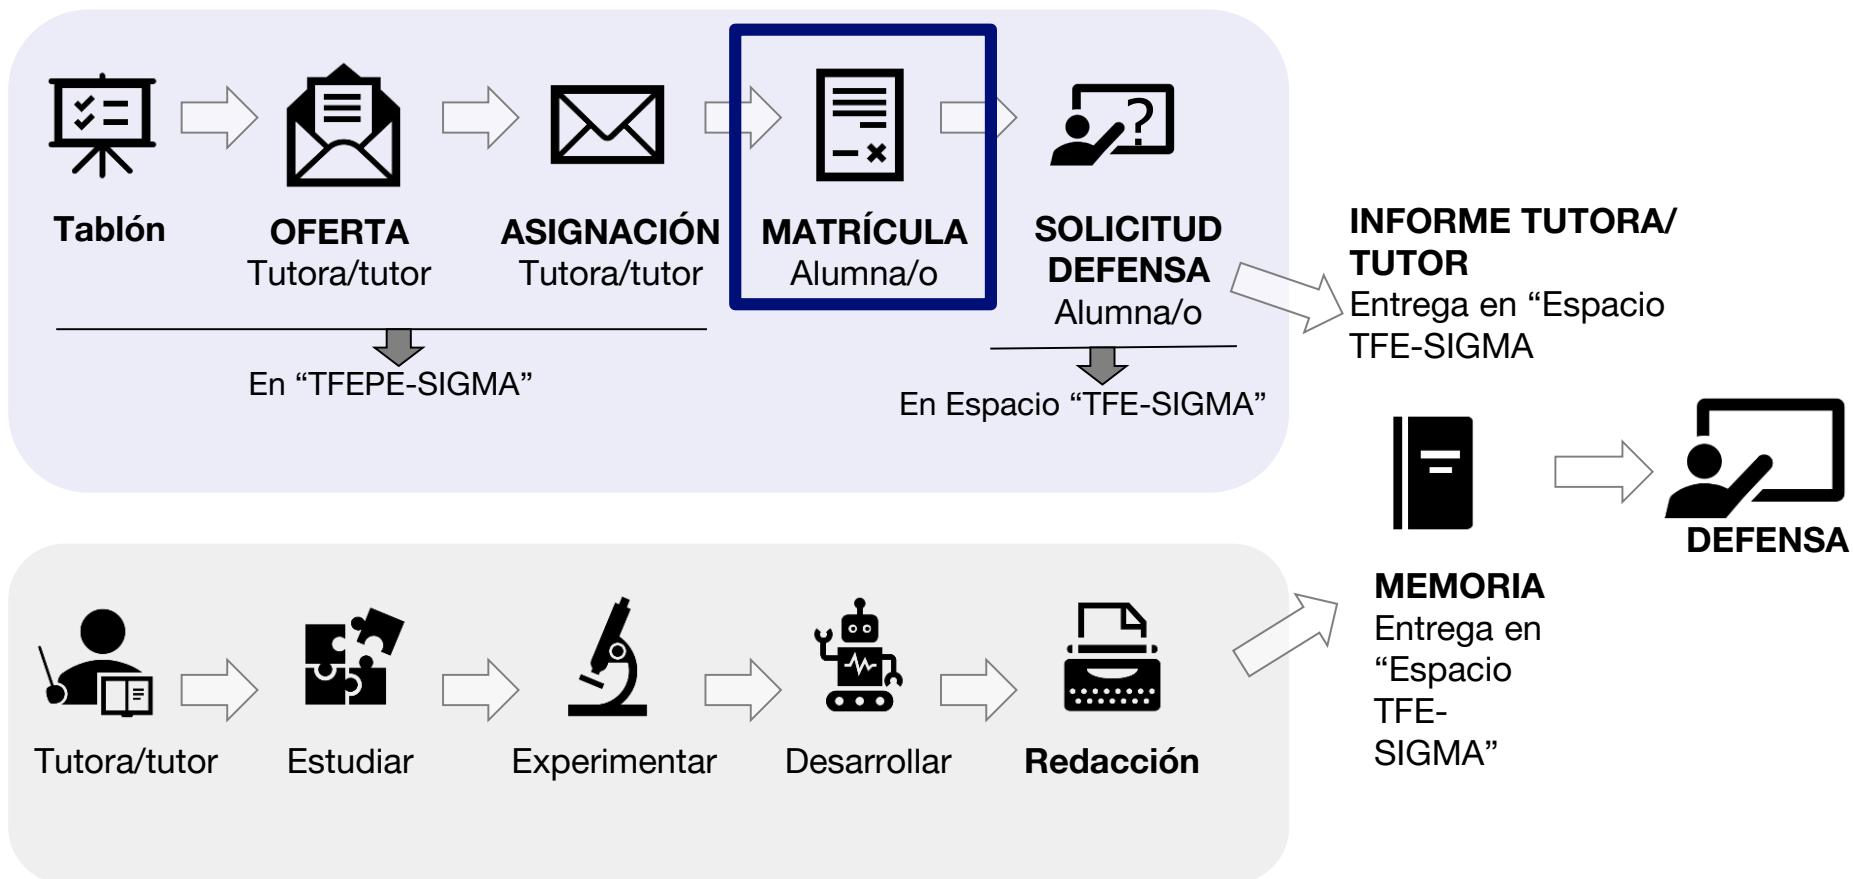 Tablón
OFERTA
Tutora/tutor
ASIGNACIÓN
Tutora/tutor
MATRÍCULA
Alumna/o
?
SOLICITUD
DEFENSA
Alumna/o
En “TFEPE-SIGMA”
En Espacio “TFE-SIGMA”
INFORME TUTORA/
TUTOR
Entrega en “Espacio
TFE-SIGMA
DEFENSA
MEMORIA
Entrega en
“Espacio
TFE-
SIGMA”
Tutora/tutor
Estudiar
Experimentar
Desarrollar
Redacción